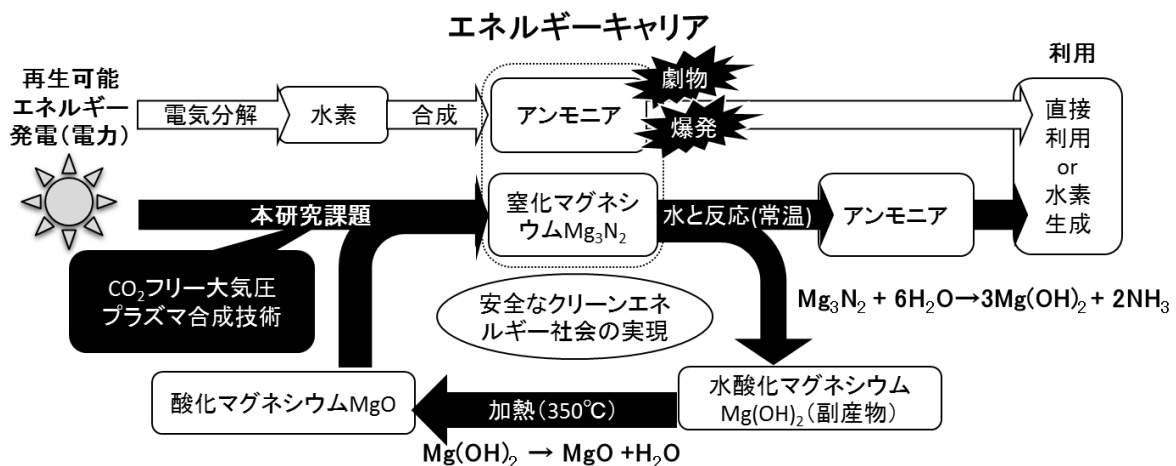 エネルギーキャリア
再生可能
エネルギー
発電(電力)
電気分解
水素
合成
アンモニア
劇物
爆発
利用
直接
利用
or
水素
生成
本研究課題
窒化マグネシ
ウムMg₃N₂
水と反応(常温)
アンモニア
CO₂フリー大気圧
プラズマ合成技術
安全なクリーンエネ
ルギー社会の実現
Mg₃N₂ + 6H₂O→3Mg(OH)₂ + 2NH₃
酸化マグネシウムMgO
加熱(350℃)
水酸化マグネシウム
Mg(OH)₂(副産物)
Mg(OH)₂ → MgO +H₂O